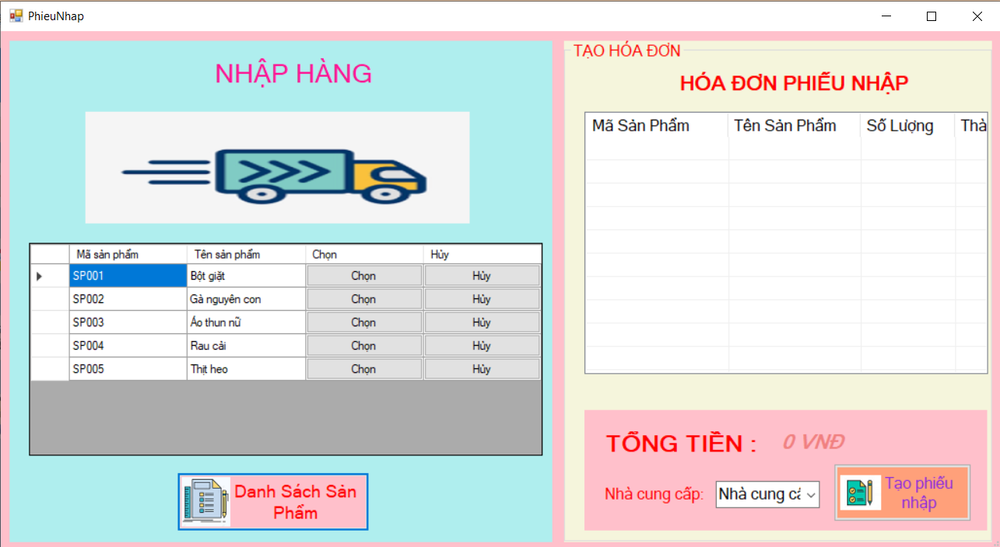 PhieuNhap
NHẬP HÀNG
Mã sản phẩm Tên sản phẩm Chọn Hủy
SP001 Bột giặt Chọn Hủy
SP002 Gà nguyên con Chọn Hủy
SP003 Áo thun nữ Chọn Hủy
SP004 Rau cải Chọn Hủy
SP005 Thịt heo Chọn Hủy
Danh Sách Sản
Phẩm
TẠO HÓA ĐƠN
HÓA ĐƠN PHIẾU NHẬP
Mã Sản Phẩm Tên Sản Phẩm Số Lượng Thà
TỔNG TIỀN : 0 VNĐ
Nhà cung cấp: Nhà cung cấ
Tạo phiếu
nhập